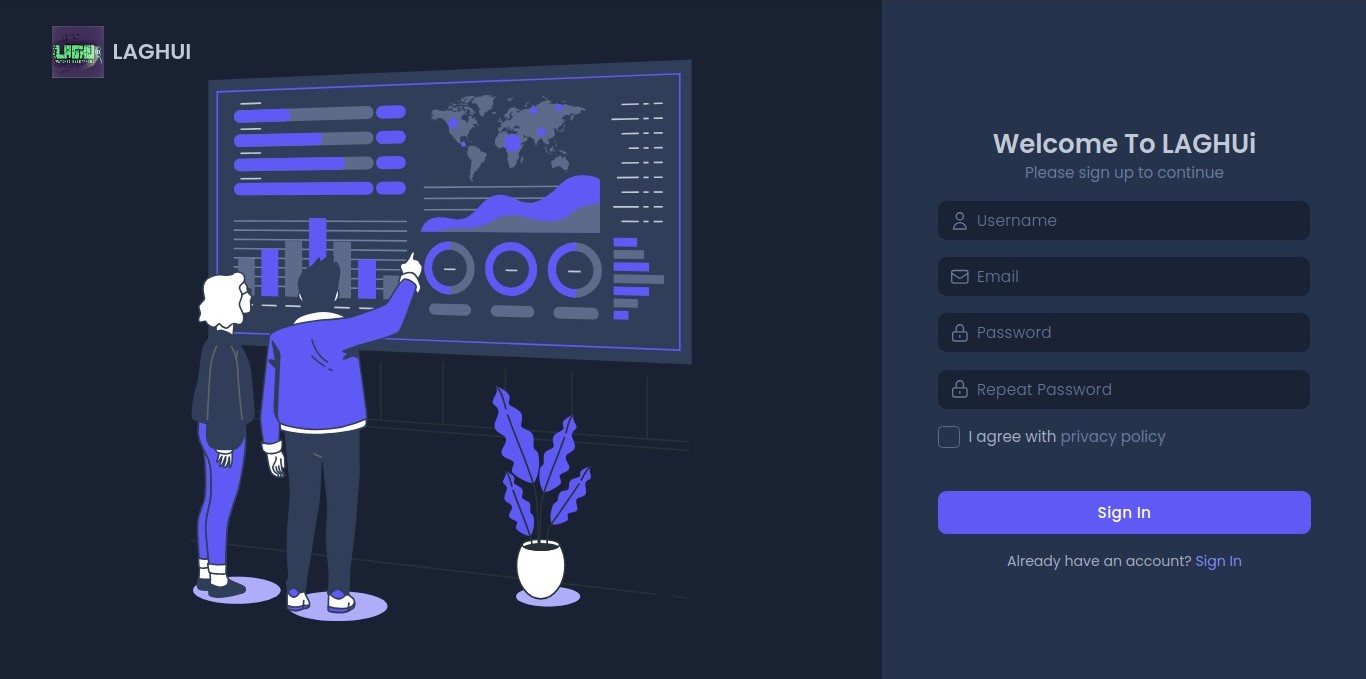 LAGHUI
Welcome To LAGHUi
Please sign up to continue
Username
Email
Password
Repeat Password
I agree with privacy policy
Sign In
Already have an account? Sign In